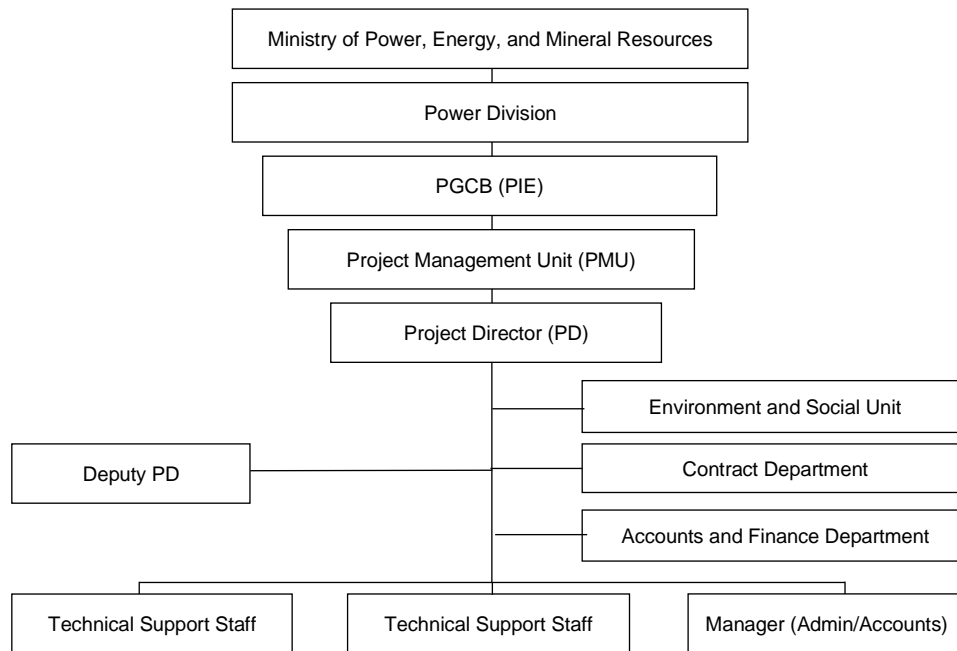 Ministry of Power, Energy, and Mineral Resources
Power Division
PGCB (PIE)
Project Management Unit (PMU)
Project Director (PD)
Environment and Social Unit
Deputy PD
Contract Department
Accounts and Finance Department
Technical Support Staff
Technical Support Staff
Manager (Admin/Accounts)